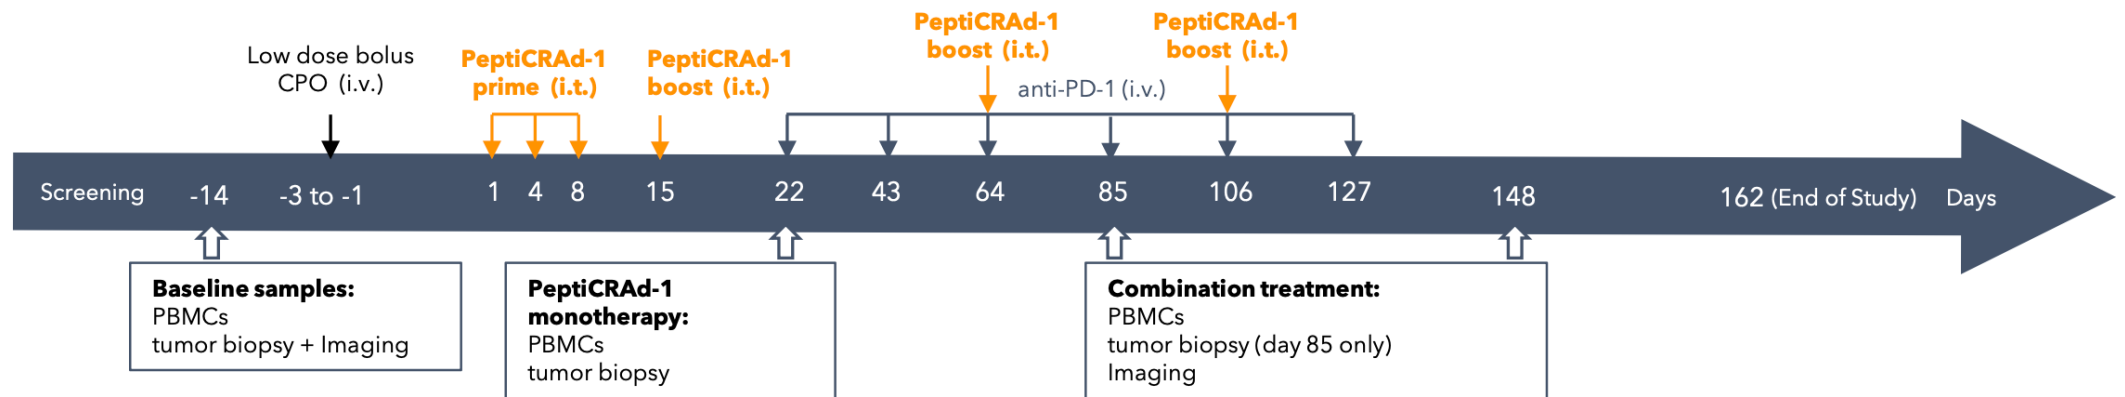 Low dose bolus
CPO (i.v.)
PeptiCRAd-1
prime (i.t.)
PeptiCRAd-1
boost (i.t.)
PeptiCRAd-1
boost (i.t.)
PeptiCRAd-1
boost (i.t.)
anti-PD-1 (i.v.)
Screening -14 -3 to -1 1 4 8 15 22 43 64 85 106 127 148 162 (End of Study) Days
Baseline samples:
PBMCs
tumor biopsy + Imaging
PeptiCRAd-1
monotherapy:
PBMCs
tumor biopsy
Combination treatment:
PBMCs
tumor biopsy (day 85 only)
Imaging